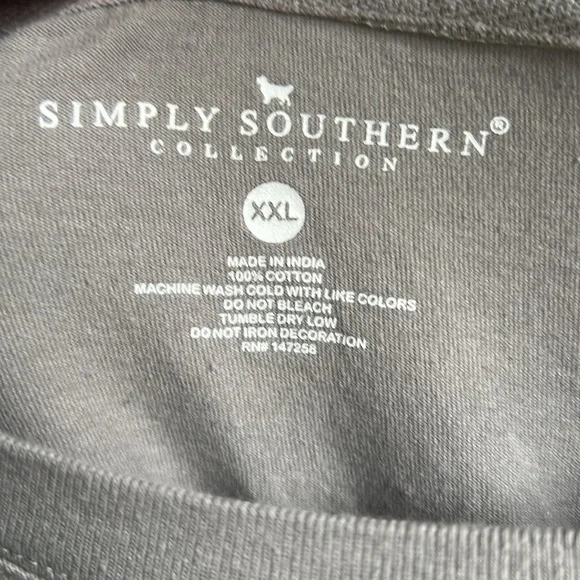 SIMPLY SOUTHERN®
COLLECTION
XXL
MADE IN INDIA
100% COTTON
MACHINE WASH COLD WITH LIKE COLORS
DO NOT BLEACH
TUMBLE DRY LOW
DO NOT IRON DECORATION
RN# 147258